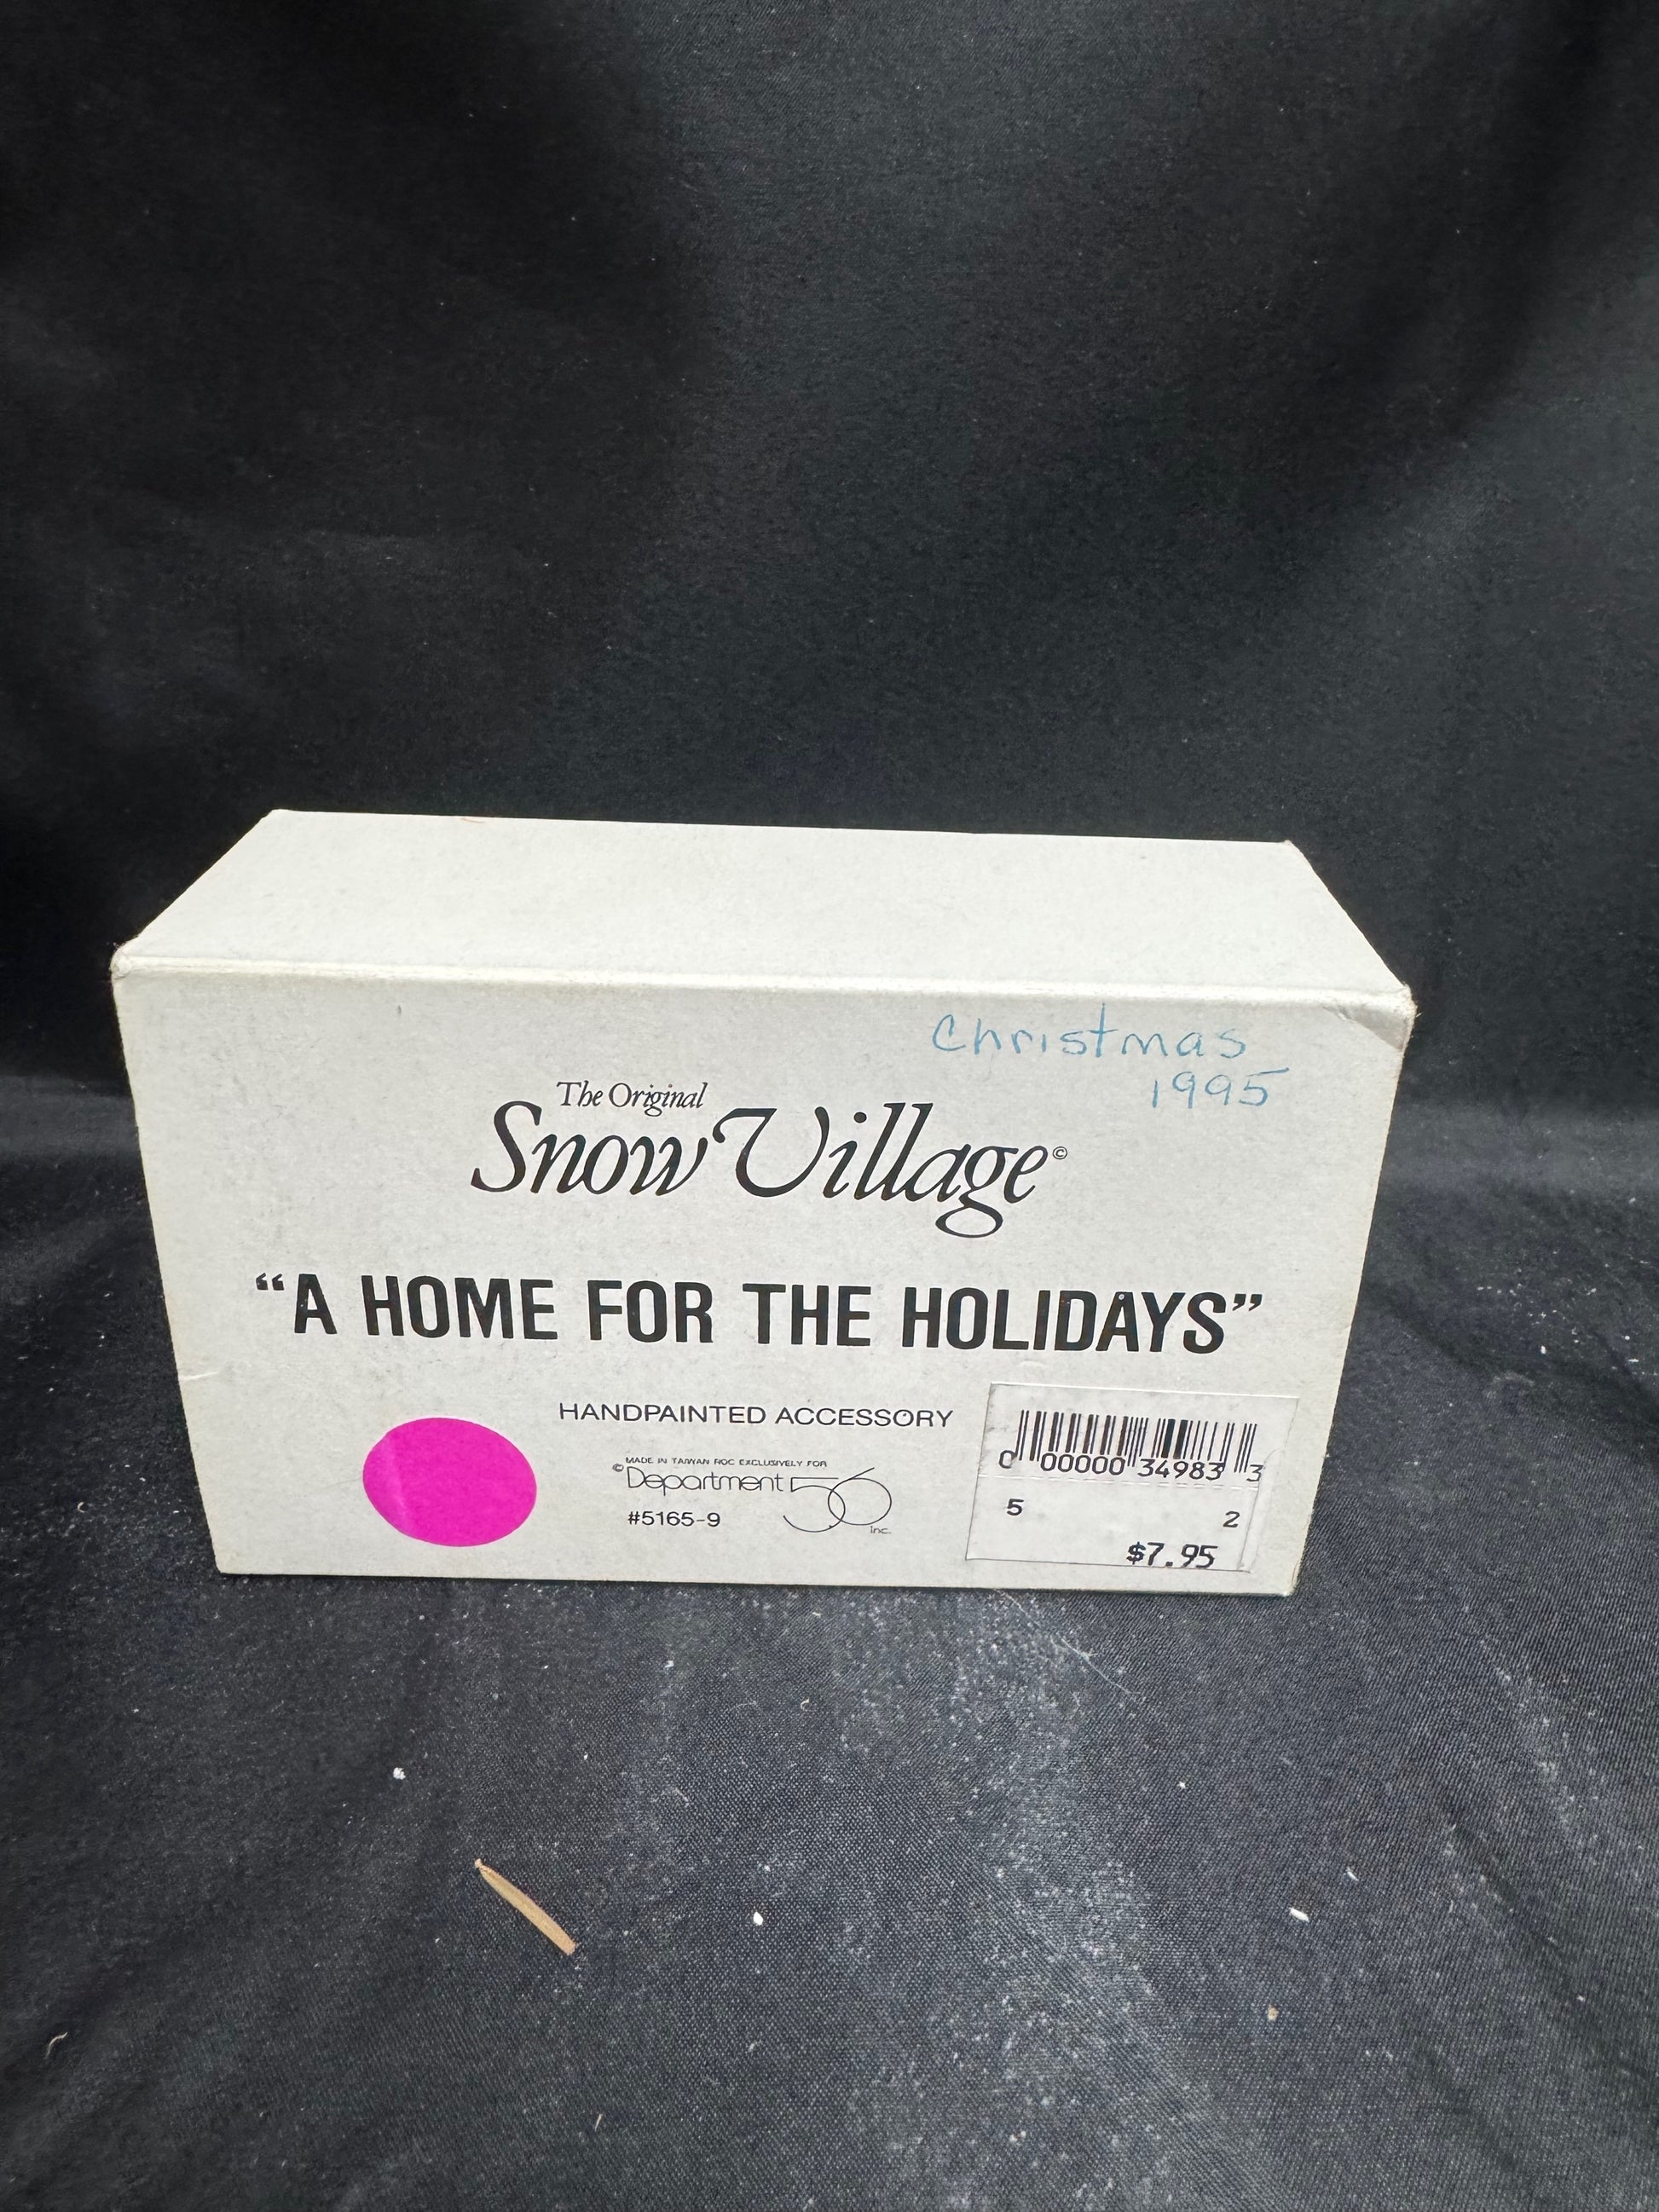 Christmas
1995
The Original
Snow Village©
“A HOME FOR THE HOLIDAYS”
HANDPAINTED ACCESSORY
MADE IN TAIWAN ROC EXCLUSIVELY FOR
©Department 56
Inc.
#5165-9
0 00000 34983 3
5 2
$7.95